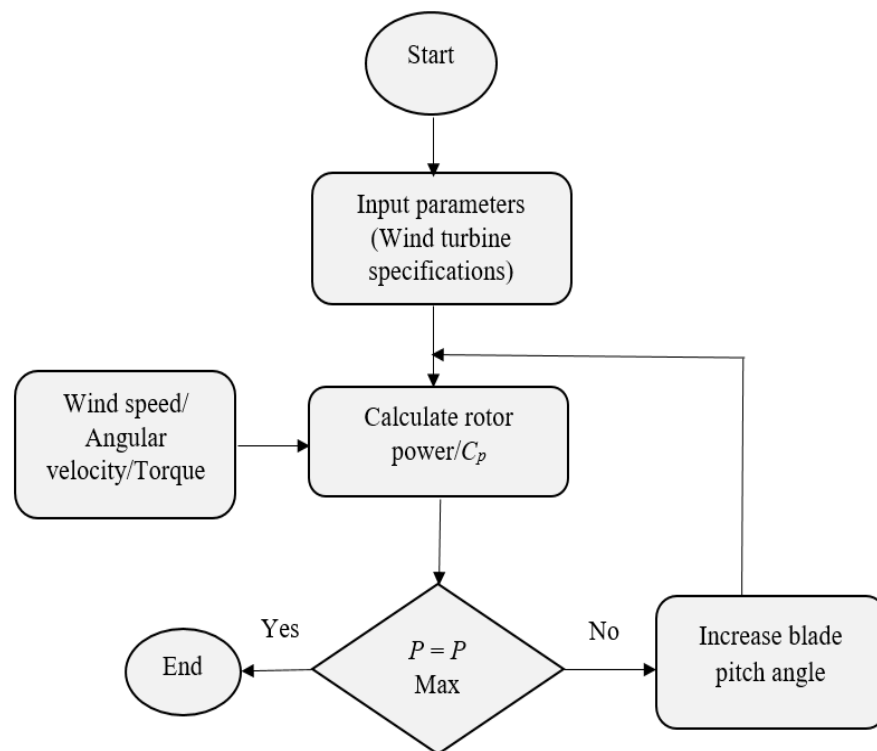 Start
Input parameters
(Wind turbine
specifications)
Wind speed/
Angular
velocity/Torque
Calculate rotor
power/Cₚ
Yes
No
End
P = P
Max
Increase blade
pitch angle